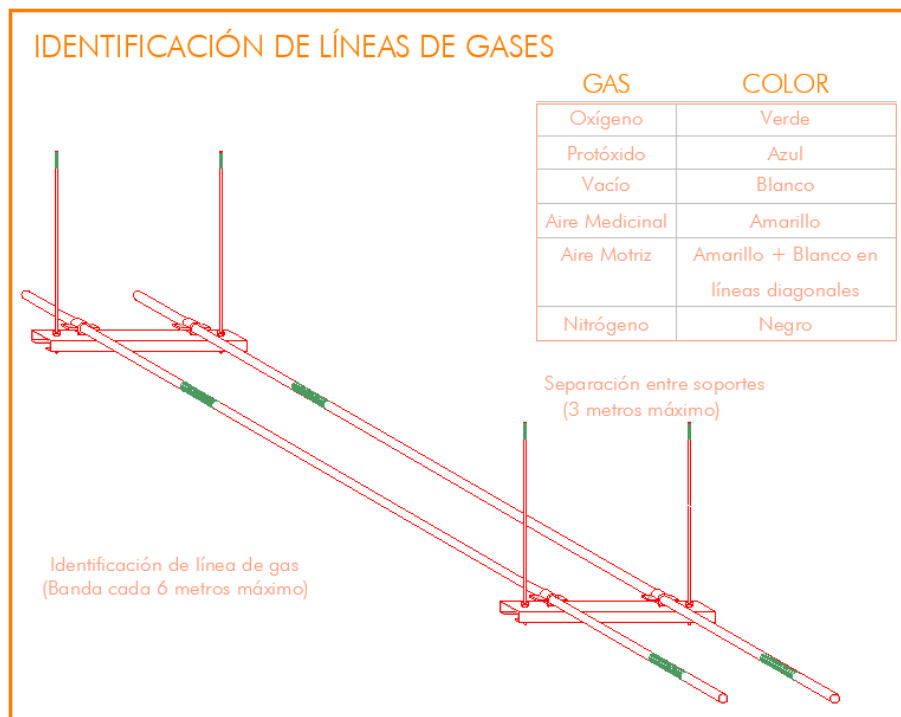 IDENTIFICACIÓN DE LÍNEAS DE GASES
GAS COLOR
Oxígeno Verde
Protóxido Azul
Vacío Blanco
Aire Medicinal Amarillo
Aire Motriz Amarillo + Blanco en
líneas diagonales
Nitrógeno Negro
Separación entre soportes
(3 metros máximo)
Identificación de línea de gas
(Banda cada 6 metros máximo)